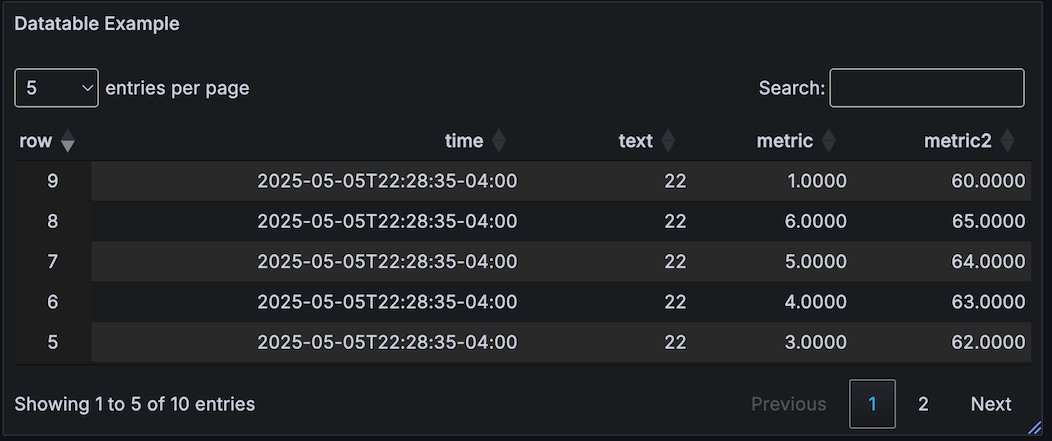 Datatable Example
5 entries per page Search:
row time text metric metric2
9 2025-05-05T22:28:35-04:00 22 1.0000 60.0000
8 2025-05-05T22:28:35-04:00 22 6.0000 65.0000
7 2025-05-05T22:28:35-04:00 22 5.0000 64.0000
6 2025-05-05T22:28:35-04:00 22 4.0000 63.0000
5 2025-05-05T22:28:35-04:00 22 3.0000 62.0000
Showing 1 to 5 of 10 entries Previous 1 2 Next